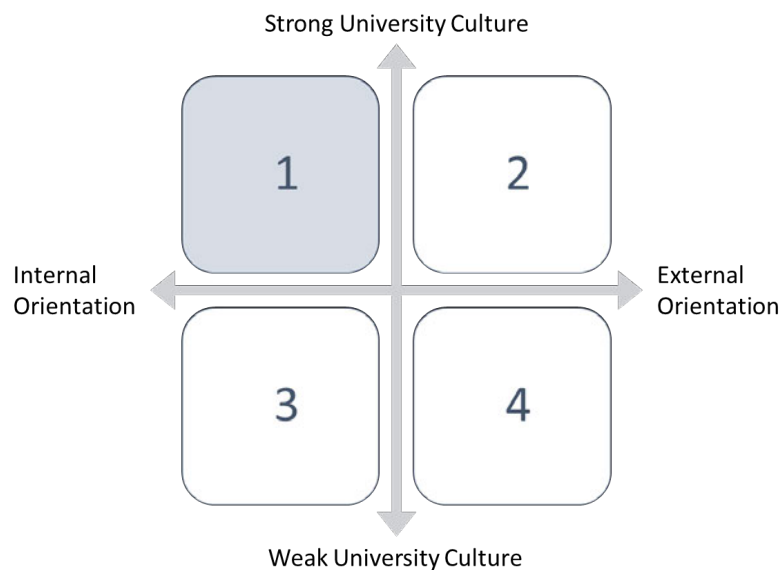 Strong University Culture
1
2
Internal
Orientation
External
Orientation
3
4
Weak University Culture